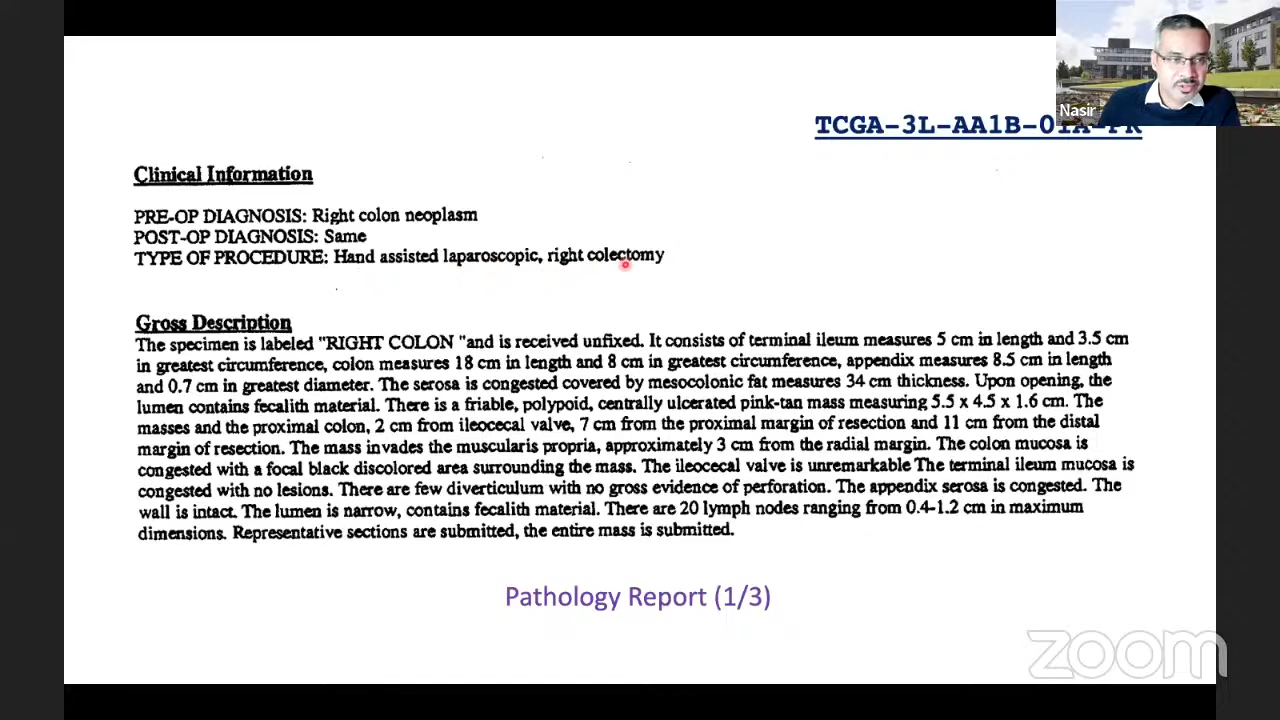 Nasir
TCGA-3L-AA1B-01A-PR
Clinical Information
PRE-OP DIAGNOSIS: Right colon neoplasm
POST-OP DIAGNOSIS: Same
TYPE OF PROCEDURE: Hand assisted laparoscopic, right colectomy
Gross Description
The specimen is labeled "RIGHT COLON "and is received unfixed. It consists of terminal ileum measures 5 cm in length and 3.5 cm
in greatest circumference, colon measures 18 cm in length and 8 cm in greatest circumference, appendix measures 8.5 cm in length
and 0.7 cm in greatest diameter. The serosa is congested covered by mesocolonic fat measures 34 cm thickness. Upon opening, the
lumen contains fecalith material. There is a friable, polypoid, centrally ulcerated pink-tan mass measuring 5.5 x 4.5 x 1.6 cm. The
masses and the proximal colon, 2 cm from ileocecal valve, 7 cm from the proximal margin of resection and 11 cm from the distal
margin of resection. The mass invades the muscularis propria, approximately 3 cm from the radial margin. The colon mucosa is
congested with a focal black discolored area surrounding the mass. The ileocecal valve is unremarkable The terminal ileum mucosa is
congested with no lesions. There are few diverticulum with no gross evidence of perforation. The appendix serosa is congested. The
wall is intact. The lumen is narrow, contains fecalith material. There are 20 lymph nodes ranging from 0.4-1.2 cm in maximum
dimensions. Representative sections are submitted, the entire mass is submitted.
Pathology Report (1/3)
zoom